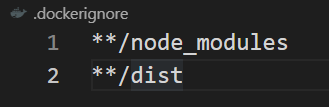 .dockerignore
1 **/node_modules
2 **/dist